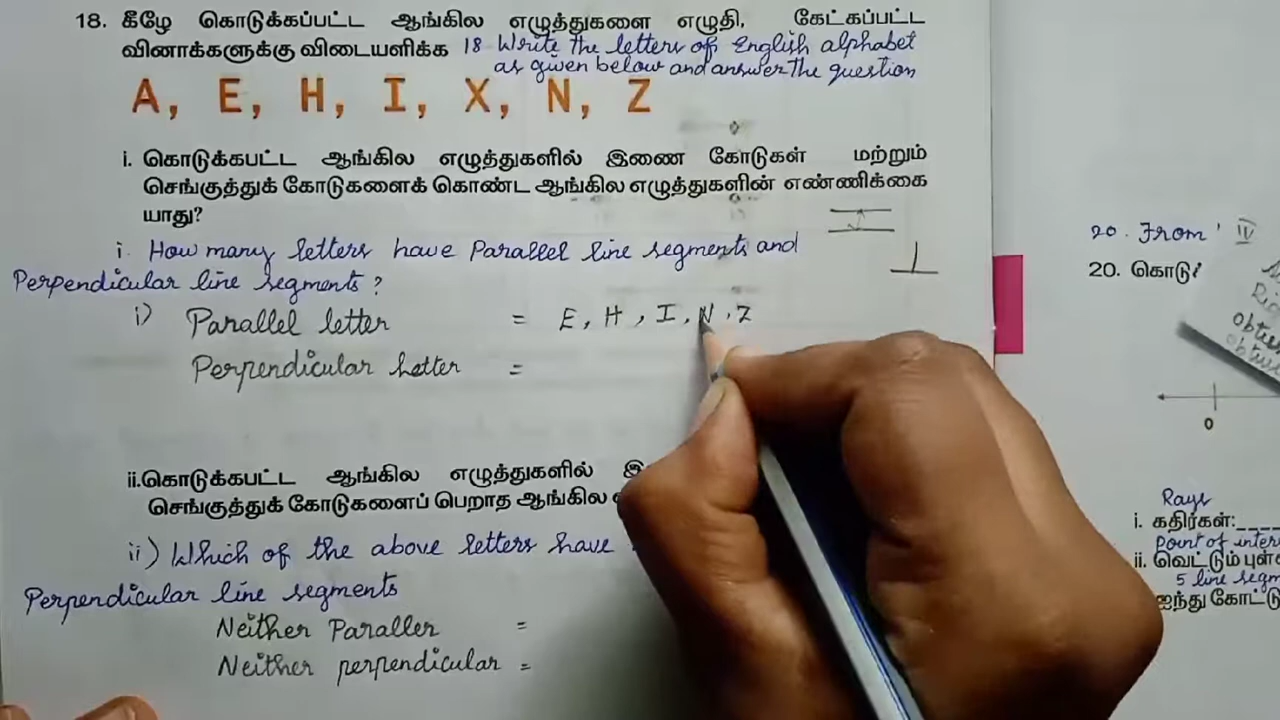 18. கீழே கொடுக்கப்பட்ட ஆங்கில எழுத்துகளை எழுதி, கேட்கப்பட்ட
வினாக்களுக்கு விடையளிக்க 18 Write the letters of English alphabet
as given below and answer the question
A, E, H, I, X, N, Z
i. கொடுக்கபட்ட ஆங்கில எழுத்துகளில் இணை கோடுகள் மற்றும்
செங்குத்துக் கோடுகளைக் கொண்ட ஆங்கில எழுத்துகளின் எண்ணிக்கை
யாது?
i. How many letters have Parallel line segments and
Perpendicular line segments?
i) Parallel letter = E, H, I, N, Z
Perpendicular letter =
ii.கொடுக்கபட்ட ஆங்கில எழுத்துகளில்
செங்குத்துக் கோடுகளைப் பெறாத ஆங்கில
ii) Which of the above letters have
Perpendicular line segments
Neither Paraller =
Neither perpendicular =
20. From IV
20.
0
Rays
i. கதிர்கள்:____
Point of
ii.
5 line
ஐந்து